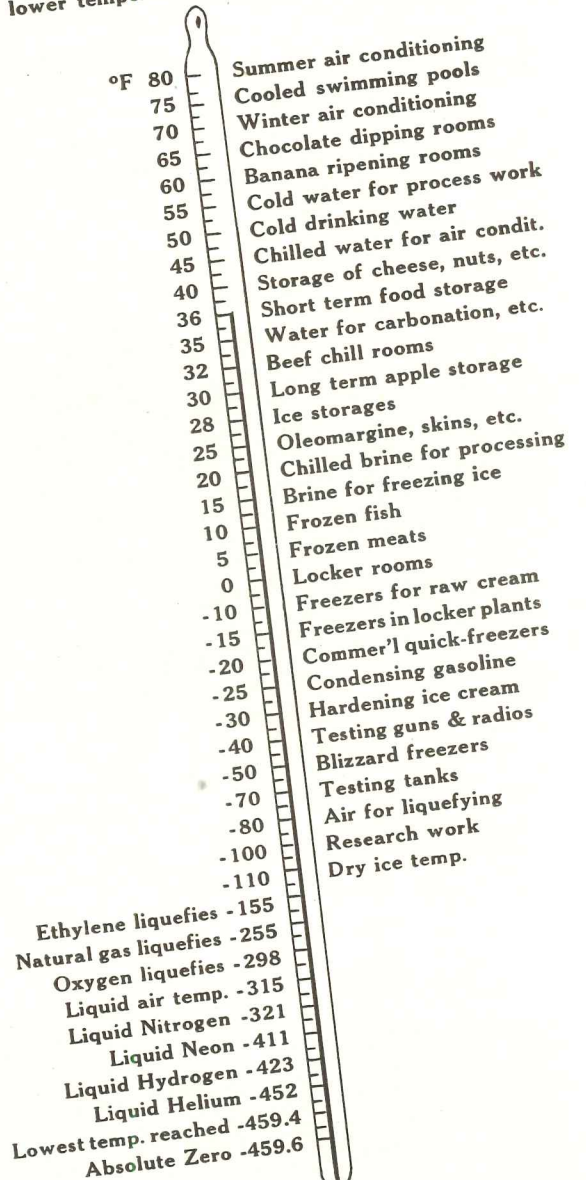 lower
°F 80 Summer air conditioning
75 Cooled swimming pools
70 Winter air conditioning
65 Chocolate dipping rooms
60 Banana ripening rooms
55 Cold water for process work
50 Cold drinking water
45 Chilled water for air condit.
40 Storage of cheese, nuts, etc.
36 Short term food storage
35 Water for carbonation, etc.
32 Beef chill rooms
30 Long term apple storage
28 Ice storages
25 Oleomargine, skins, etc.
20 Chilled brine for processing
15 Brine for freezing ice
10 Frozen fish
5 Frozen meats
0 Locker rooms
-10 Freezers for raw cream
-15 Freezers in locker plants
-20 Commer'l quick-freezers
-25 Condensing gasoline
-30 Hardening ice cream
-40 Testing guns & radios
-50 Blizzard freezers
-70 Testing tanks
-80 Air for liquefying
-100 Research work
-110 Dry ice temp.
Ethylene liquefies -155
Natural gas liquefies -255
Oxygen liquefies -298
Liquid air temp. -315
Liquid Nitrogen -321
Liquid Neon -411
Liquid Hydrogen -423
Liquid Helium -452
Lowest temp. reached -459.4
Absolute Zero -459.6